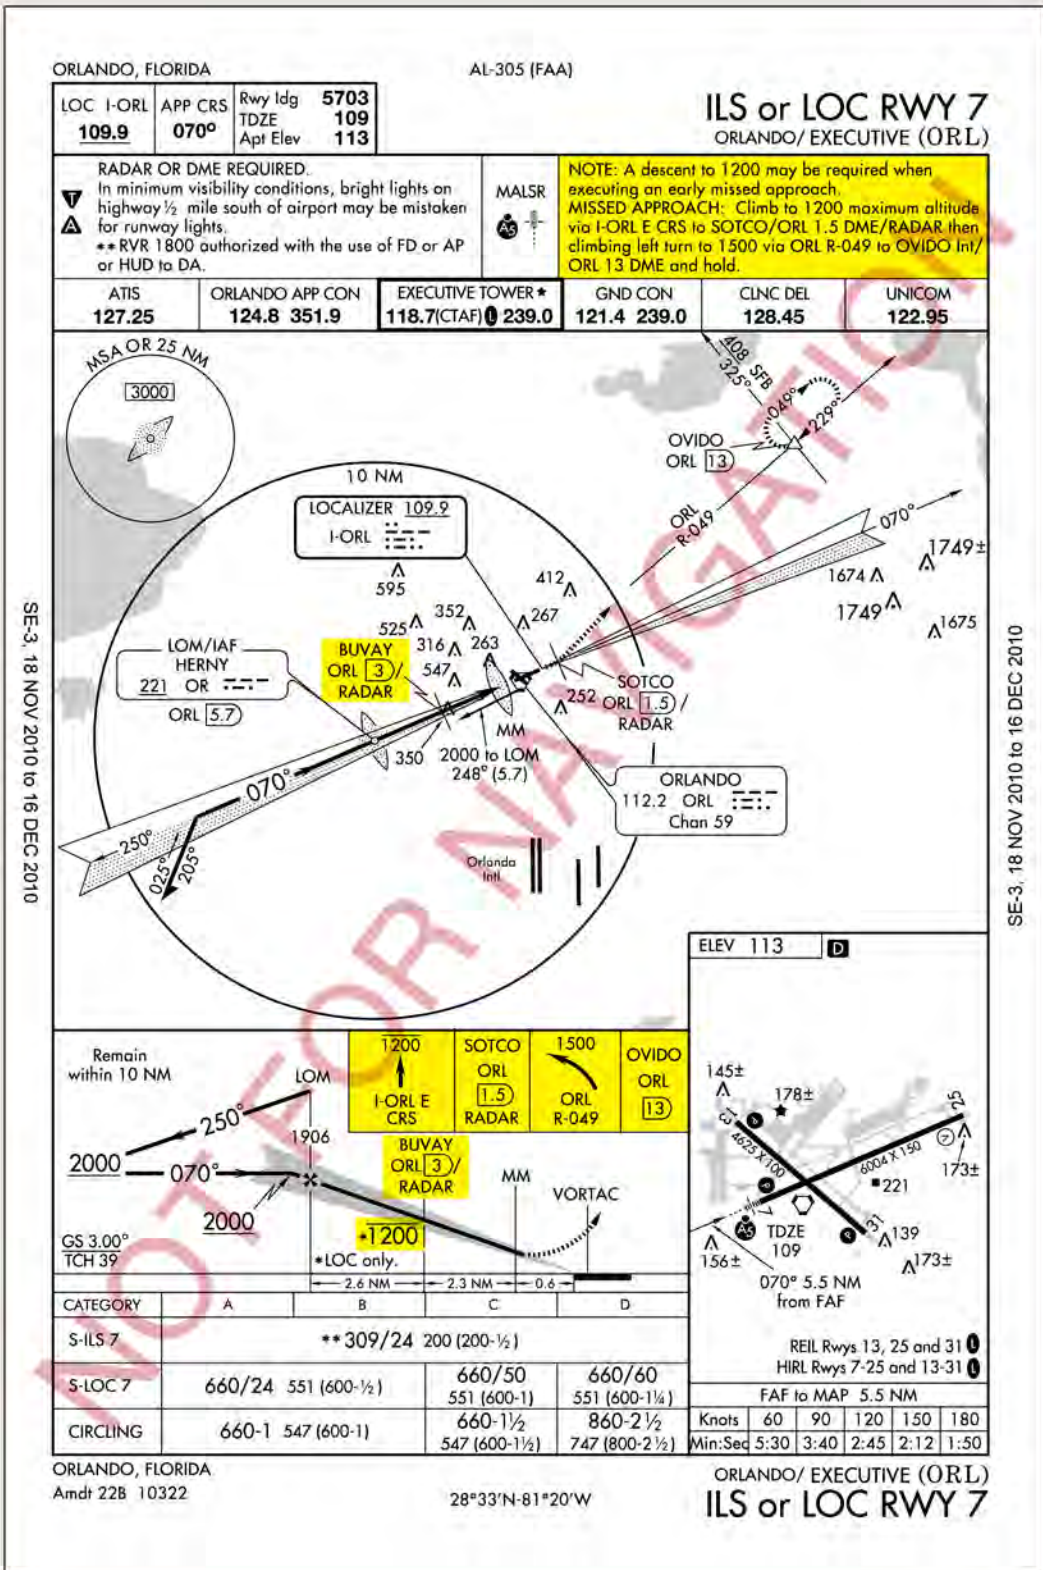 ORLANDO, FLORIDA
AL-305 (FAA)
ILS or LOC RWY 7
ORLANDO/ EXECUTIVE (ORL)
LOC I-ORL
109.9
APP CRS
070°
Rwy ldg 5703
TDZE 109
Apt Elev 113
RADAR OR DME REQUIRED.
T
A
In minimum visibility conditions, bright lights on
highway ½ mile south of airport may be mistaken
for runway lights.
** RVR 1800 authorized with the use of FD or AP
or HUD to DA.
MALSR
A5
NOTE: A descent to 1200 may be required when
executing an early missed approach.
MISSED APPROACH: Climb to 1200 maximum altitude
via I-ORL E CRS to SOTCO/ORL 1.5 DME/RADAR then
climbing left turn to 1500 via ORL R-049 to OVIDO Int/
ORL 13 DME and hold.
ATIS
127.25
ORLANDO APP CON
124.8 351.9
EXECUTIVE TOWER★
118.7(CTAF) L 239.0
GND CON
121.4 239.0
CLNC DEL
128.45
UNICOM
122.95
MSA OR 25 NM
3000
408 SFB
325°
049°
229°
OVIDO
ORL 13
10 NM
LOCALIZER 109.9
I-ORL
ORL
R-049
070°
1749±
1674
1749
1675
595
412
525
352
267
316
263
547
LOM/IAF
HERNY
221 OR
ORL 5.7
BUVAY
ORL 3 /
RADAR
SOTCO
ORL 1.5 /
RADAR
252
MM
350
2000 to LOM
248° (5.7)
070°
250°
025°
205°
ORLANDO
112.2 ORL
Chan 59
Orlando
Intl
NOT FOR NAVIGATION
SE-3, 18 NOV 2010 to 16 DEC 2010
SE-3, 18 NOV 2010 to 16 DEC 2010
ELEV 113 D
145±
178±
13
4625 X 100
25
6004 X 150
V
173±
221
P
P
P
7
31
A5
TDZE
109
139
156±
173±
070° 5.5 NM
from FAF
REIL Rwys 13, 25 and 31 L
HIRL Rwys 7-25 and 13-31 L
FAF to MAP 5.5 NM
Knots 60 90 120 150 180
Min:Sec 5:30 3:40 2:45 2:12 1:50
Remain
within 10 NM
LOM
250°
1906
2000
070°
2000
GS 3.00°
TCH 39
1200
I-ORL E
CRS
SOTCO
ORL
1.5
RADAR
1500
ORL
R-049
OVIDO
ORL
13
BUVAY
ORL 3 /
RADAR
MM
VORTAC
*1200
*LOC only.
2.6 NM
2.3 NM
0.6
CATEGORY A B C D
S-ILS 7 ** 309/24 200 (200-½)
S-LOC 7
660/24 551 (600-½)
660/50
551 (600-1)
660/60
551 (600-1¼)
CIRCLING
660-1 547 (600-1)
660-1½
547 (600-1½)
860-2½
747 (800-2½)
ORLANDO, FLORIDA
Amdt 22B 10322
28°33'N-81°20'W
ORLANDO/ EXECUTIVE (ORL)
ILS or LOC RWY 7